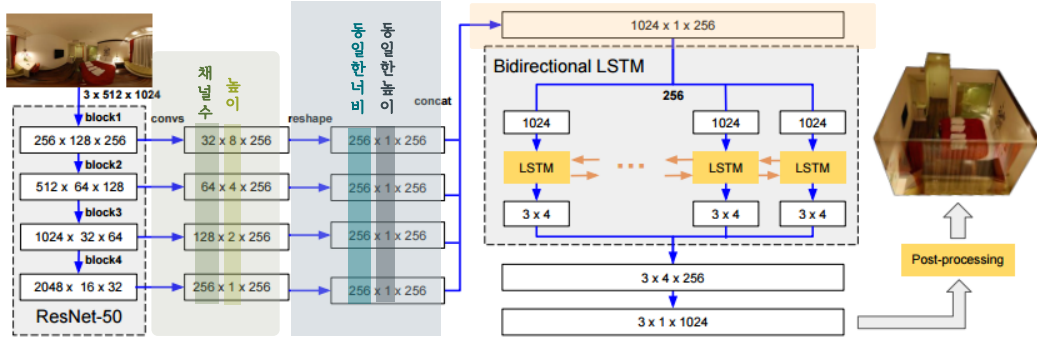 3 x 512 x 1024
block1
256 x 128 x 256
block2
512 x 64 x 128
block3
1024 x 32 x 64
block4
2048 x 16 x 32
ResNet-50
convs
채널수
높이
32 x 8 x 256
64 x 4 x 256
128 x 2 x 256
256 x 1 x 256
reshape
동일한너비
동일한높이
256 x 1 x 256
256 x 1 x 256
256 x 1 x 256
256 x 1 x 256
concat
1024 x 1 x 256
Bidirectional LSTM
256
1024
1024
1024
LSTM
LSTM
LSTM
3 x 4
3 x 4
3 x 4
3 x 4 x 256
3 x 1 x 1024
Post-processing